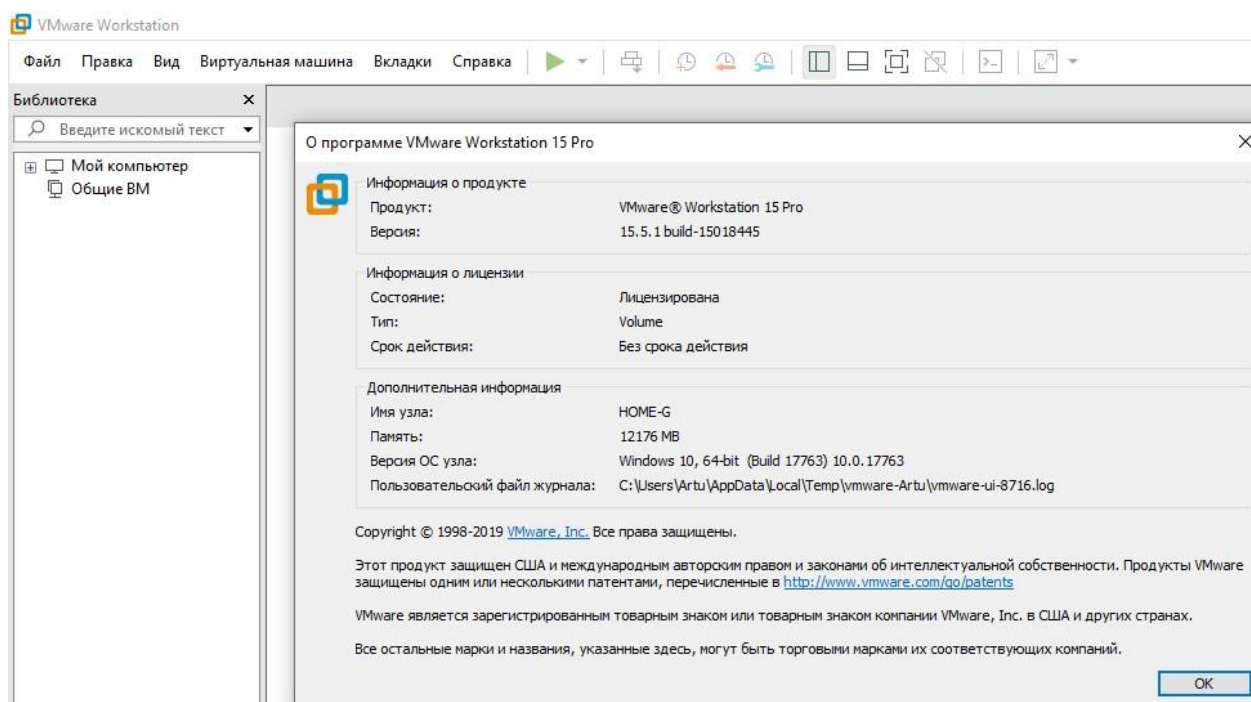 VMware Workstation
Файл Правка Вид Виртуальная машина Вкладки Справка
Библиотека
Введите искомый текст
Мой компьютер
Общие ВМ
О программе VMware Workstation 15 Pro
Информация о продукте
Продукт: VMware® Workstation 15 Pro
Версия: 15.5.1 build-15018445
Информация о лицензии
Состояние: Лицензирована
Тип: Volume
Срок действия: Без срока действия
Дополнительная информация
Имя узла: HOME-G
Память: 12176 MB
Версия ОС узла: Windows 10, 64-bit (Build 17763) 10.0.17763
Пользовательский файл журнала: C:\Users\Artu\AppData\Local\Temp\vmware-Artu\vmware-ui-8716.log
Copyright © 1998-2019 VMware, Inc. Все права защищены.
Этот продукт защищен США и международным авторским правом и законами об интеллектуальной собственности. Продукты VMware
защищены одним или несколькими патентами, перечисленные в http://www.vmware.com/go/patents
VMware является зарегистрированным товарным знаком или товарным знаком компании VMware, Inc. в США и других странах.
Все остальные марки и названия, указанные здесь, могут быть торговыми марками их соответствующих компаний.
OK